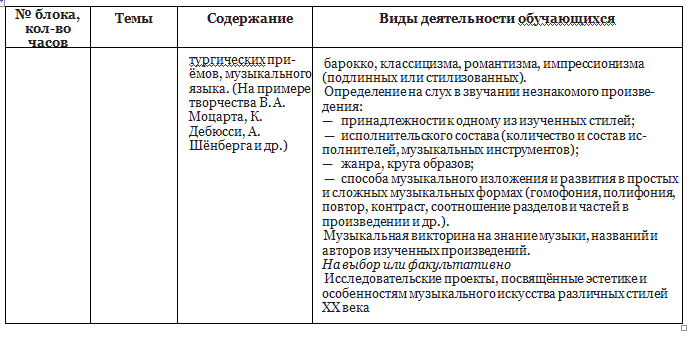 № блока,
кол-во
часов
Темы
Содержание
Виды деятельности обучающихся
тургических при-
ёмов, музыкального
языка. (На примере
творчества В. А.
Моцарта, К.
Дебюсси, А.
Шёнберга и др.)
барокко, классицизма, романтизма, импрессионизма
(подлинных или стилизованных).
Определение на слух в звучании незнакомого произве-
дения:
— принадлежности к одному из изученных стилей;
— исполнительского состава (количество и состав ис-
полнителей, музыкальных инструментов);
— жанра, круга образов;
— способа музыкального изложения и развития в простых
и сложных музыкальных формах (гомофония, полифония,
повтор, контраст, соотношение разделов и частей в
произведении и др.).
Музыкальная викторина на знание музыки, названий и
авторов изученных произведений.
На выбор или факультативно
Исследовательские проекты, посвящённые эстетике и
особенностям музыкального искусства различных стилей
XX века